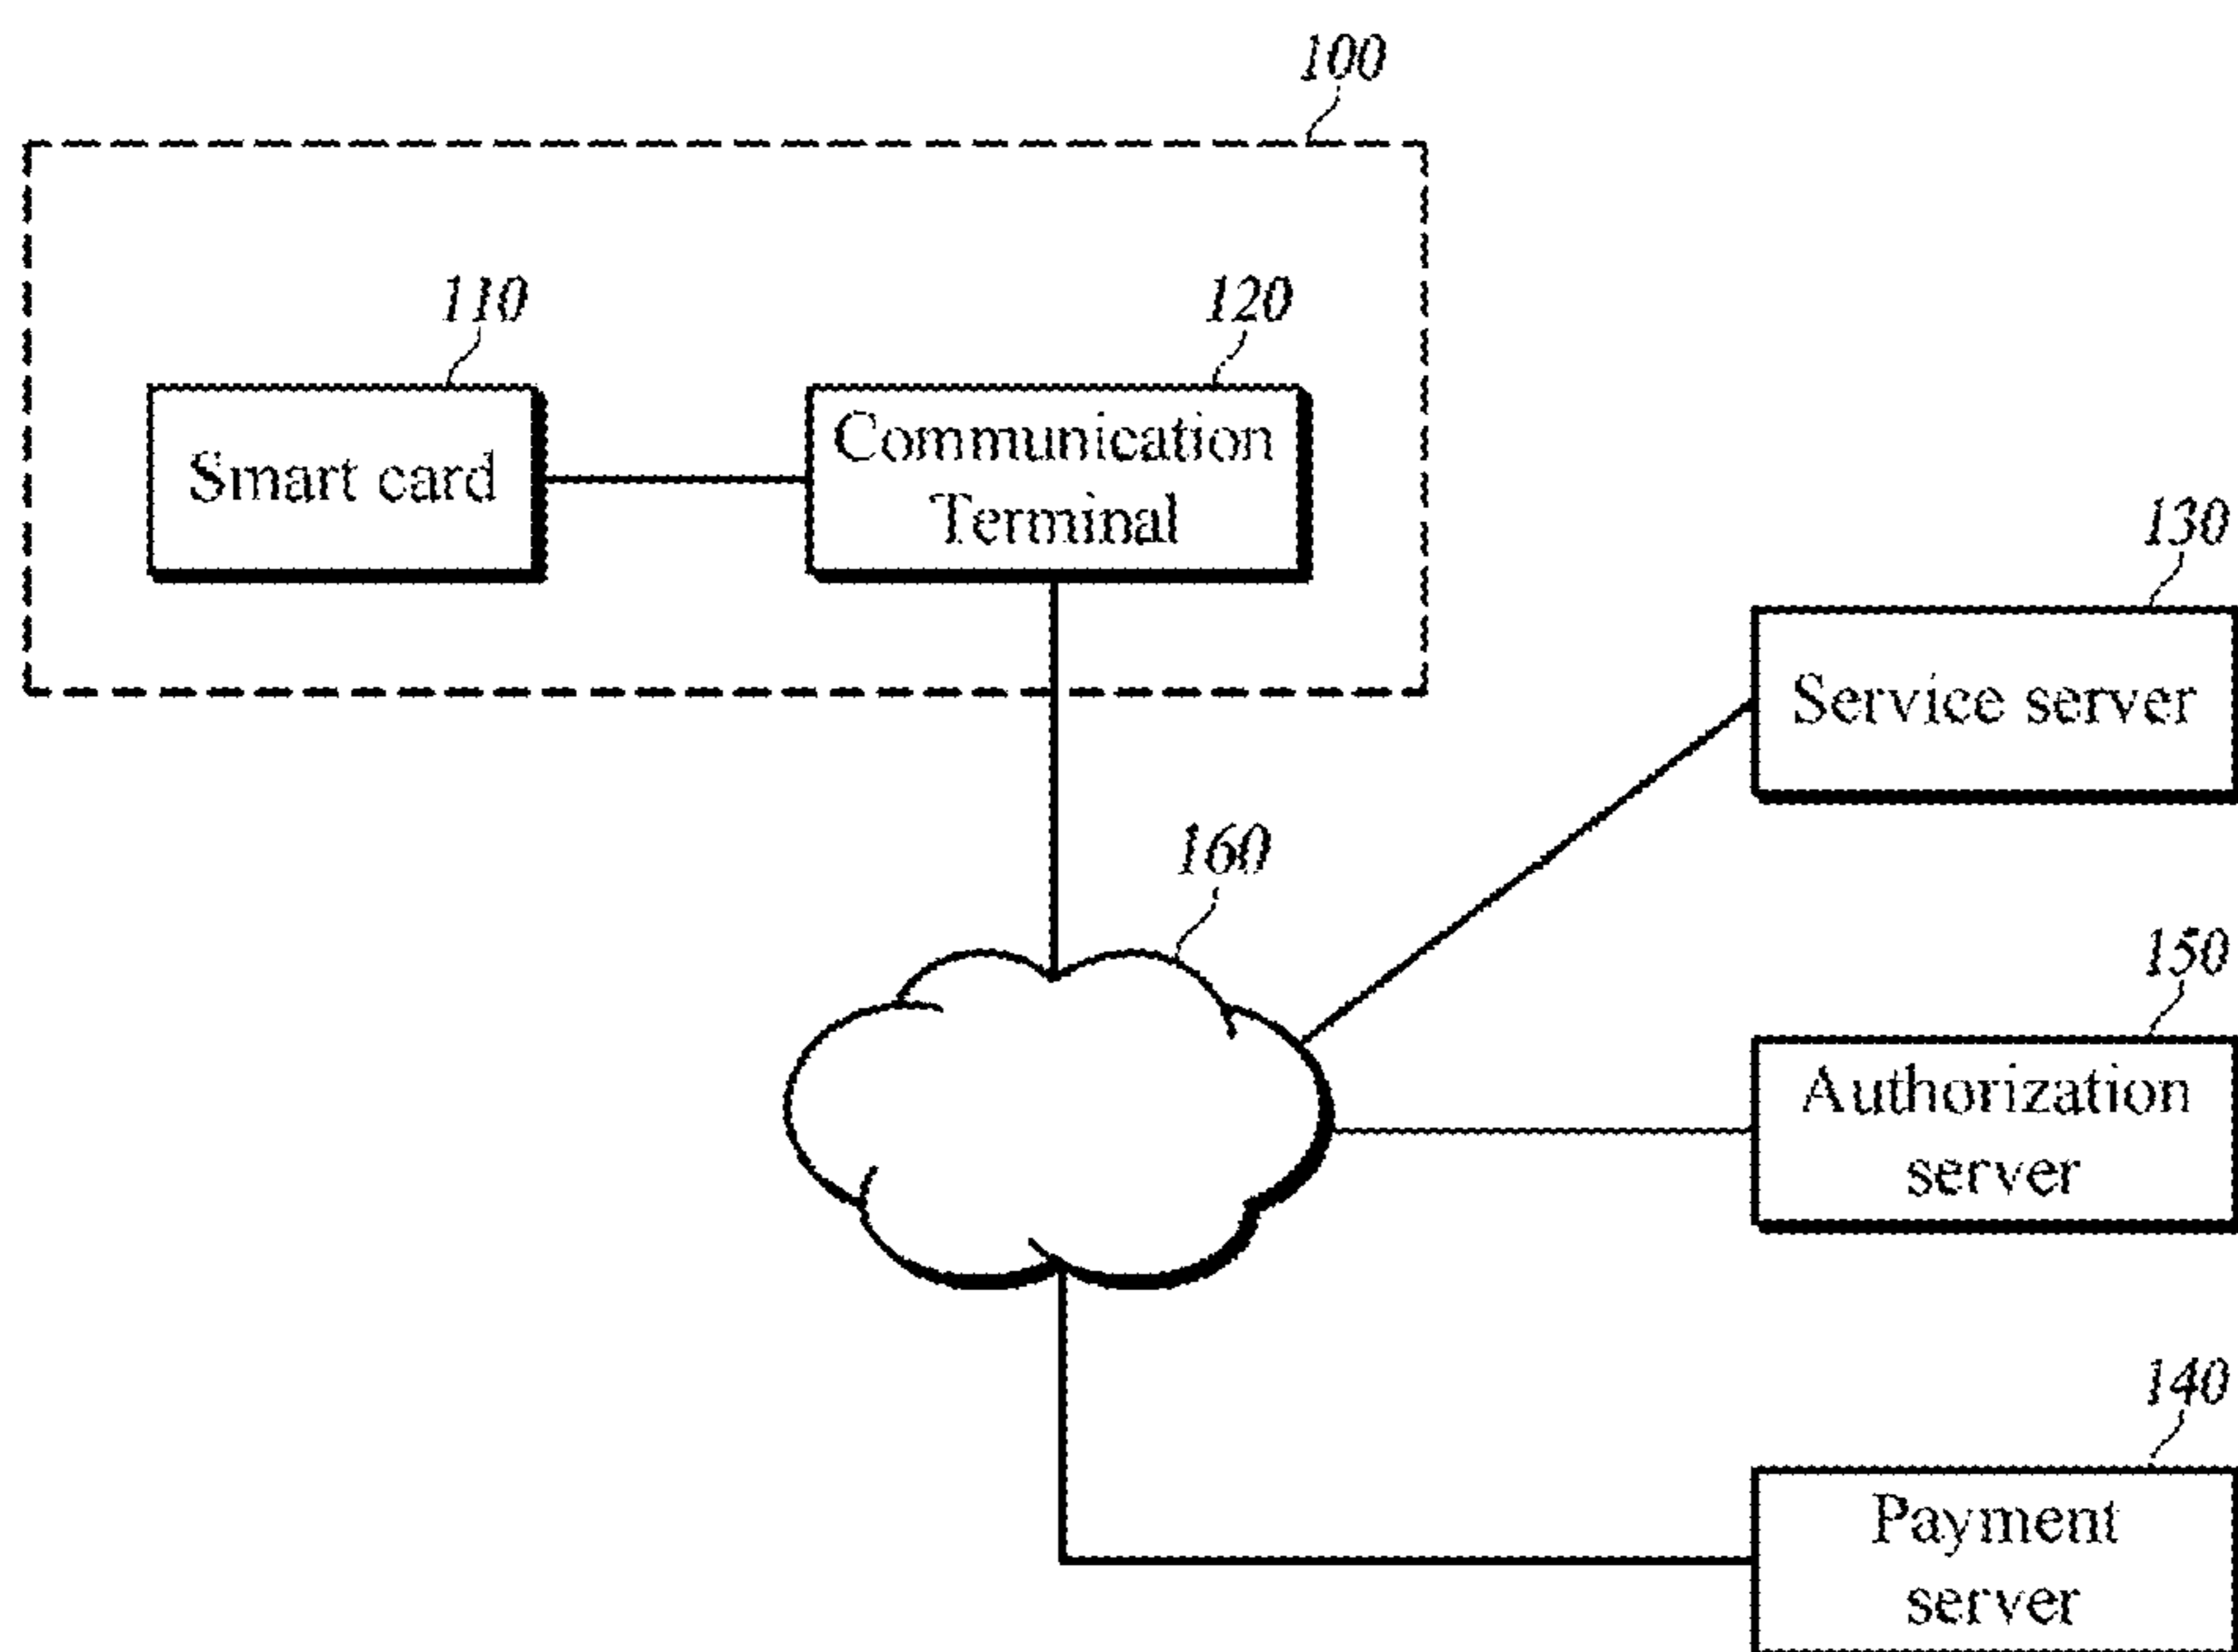 100
110
120
Smart card
Communication
Terminal
130
Service server
160
150
Authorization
server
140
Payment
server